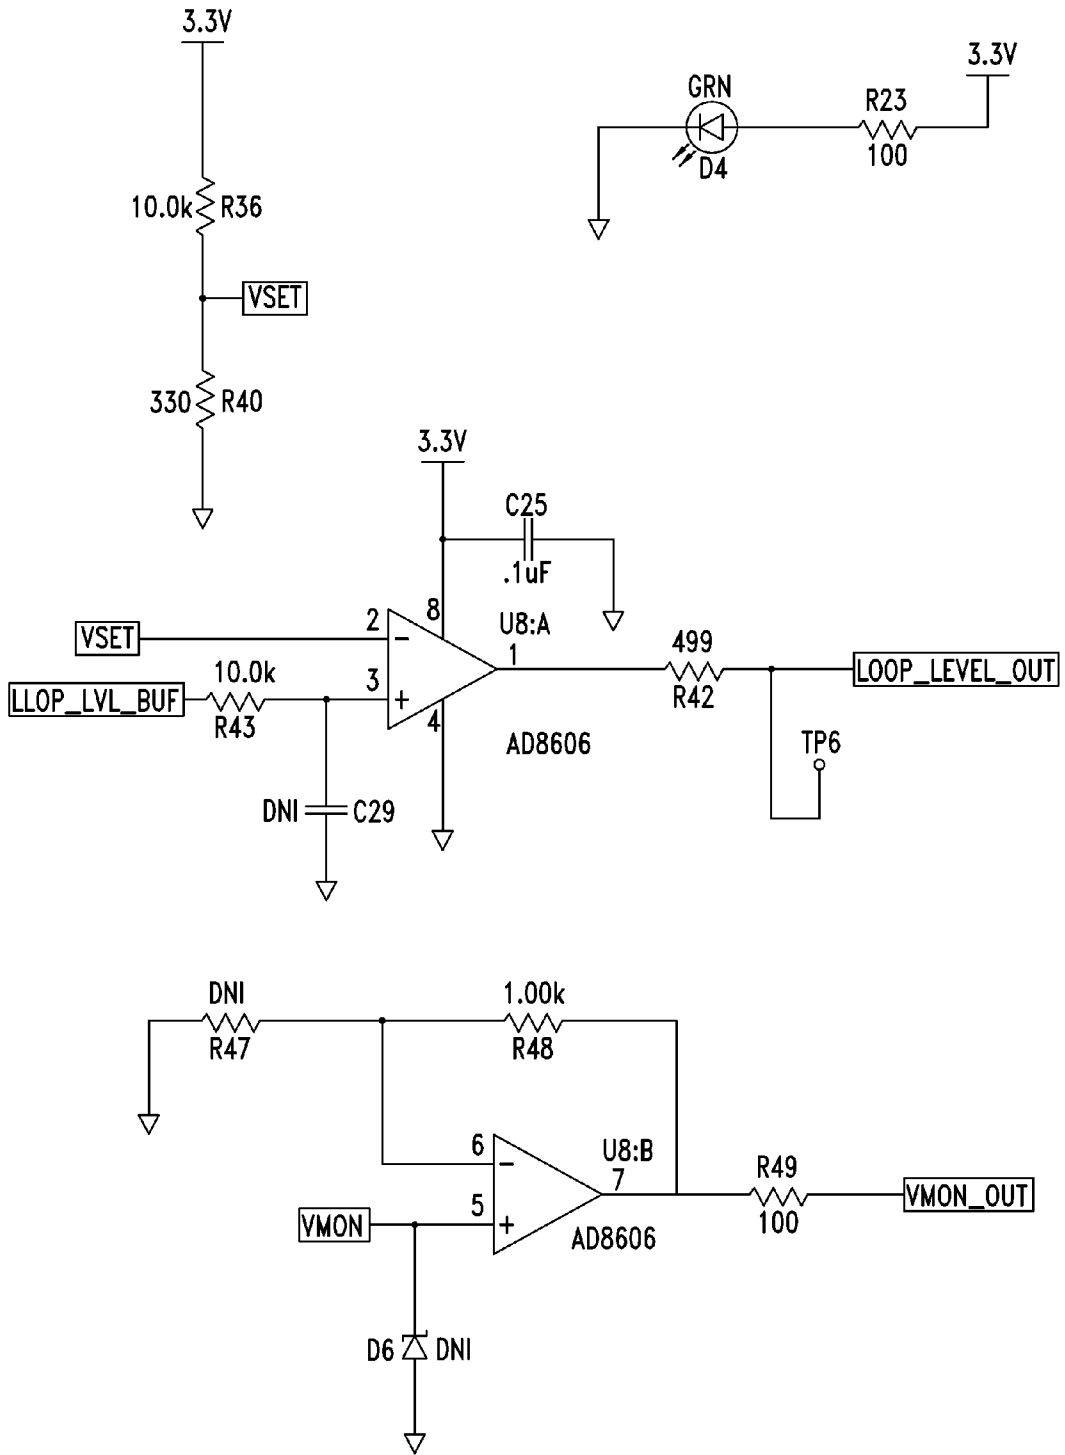 3.3V
10.0k R36
VSET
330 R40
GRN
D4
R23
100
3.3V
3.3V
C25
.1uF
VSET
LLOP_LVL_BUF
10.0k
R43
DNI C29
2
3
8
4
-
+
U8:A
1
AD8606
499
R42
LOOP_LEVEL_OUT
TP6
DNI
R47
1.00k
R48
6
5
-
+
U8:B
7
AD8606
VMON
D6 DNI
R49
100
VMON_OUT